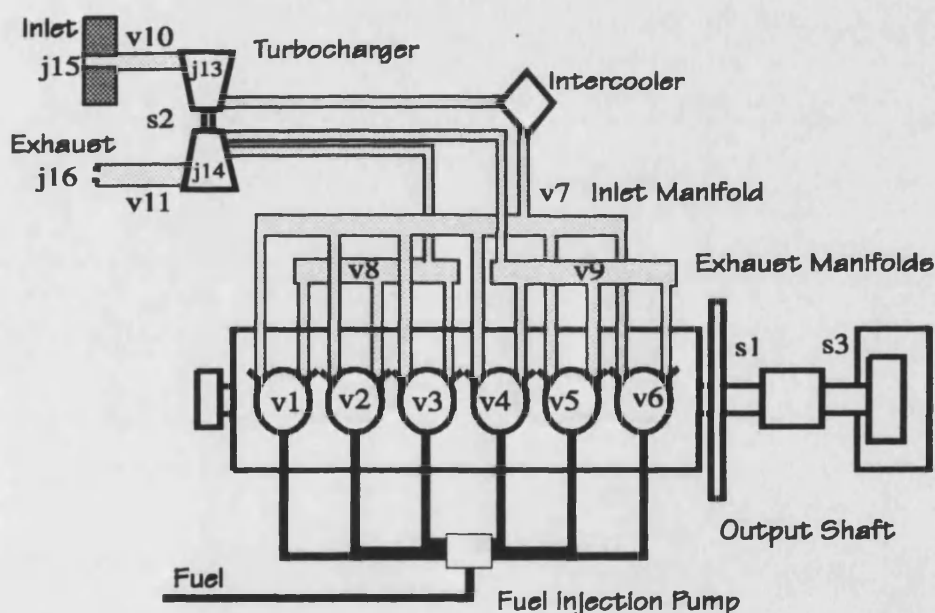 Inlet
v10
Turbocharger
j15
j13
Intercooler
s2
Exhaust
j14
j16
v11
v7 Inlet Manifold
v8
v9
Exhaust Manifolds
s1
s3
v1
v2
v3
v4
v5
v6
Output Shaft
Fuel
Fuel Injection Pump